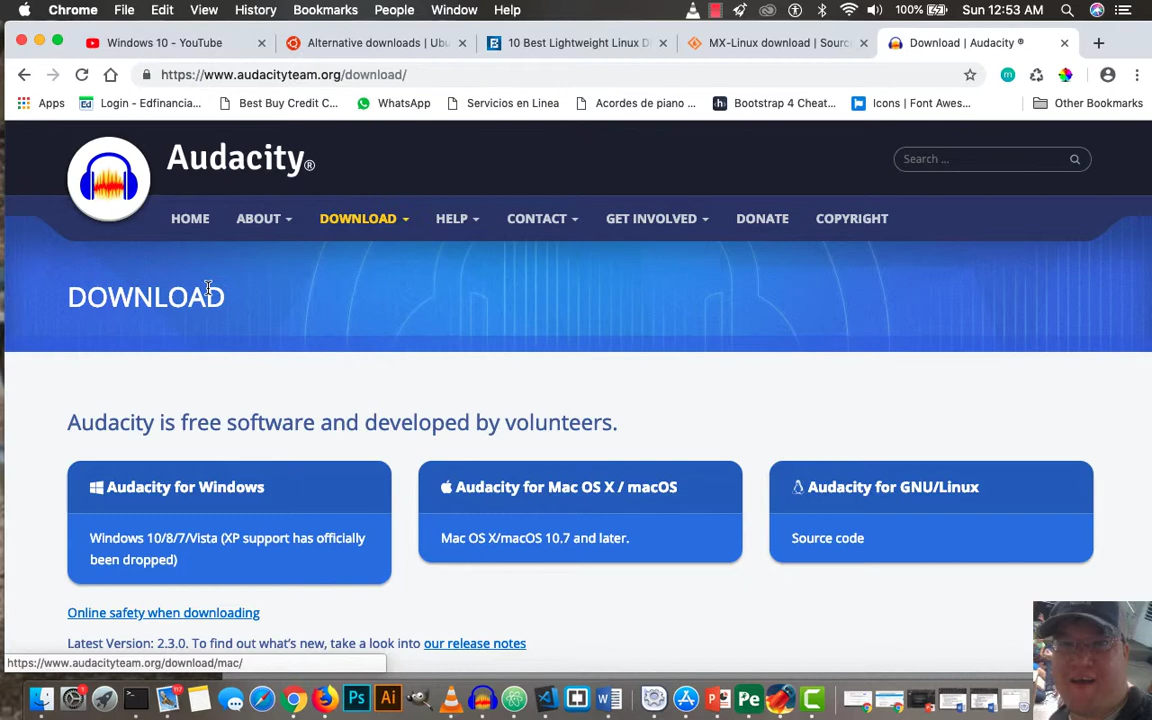 Chrome File Edit View History Bookmarks People Window Help 100% Sun 12:53 AM
Windows 10 - YouTube Alternative downloads | Ubu 10 Best Lightweight Linux D MX-Linux download | Sourc Download | Audacity ®
https://www.audacityteam.org/download/
Apps Login - Edfinancia... Best Buy Credit C... WhatsApp Servicios en Linea Acordes de piano ... Bootstrap 4 Cheat... Icons | Font Awes... Other Bookmarks
Audacity®
Search ...
HOME ABOUT DOWNLOAD HELP CONTACT GET INVOLVED DONATE COPYRIGHT
DOWNLOAD
Audacity is free software and developed by volunteers.
Audacity for Windows
Windows 10/8/7/Vista (XP support has officially
been dropped)
Audacity for Mac OS X / macOS
Mac OS X/macOS 10.7 and later.
Audacity for GNU/Linux
Source code
Online safety when downloading
Latest Version: 2.3.0. To find out what's new, take a look into our release notes
https://www.audacityteam.org/download/mac/
Ps Ai W P Pe C